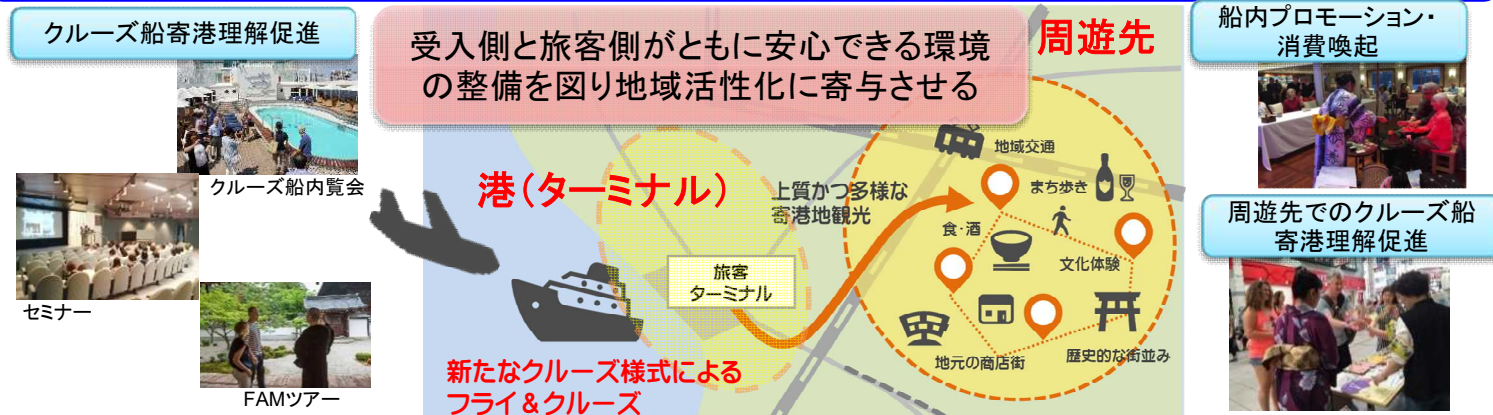 クルーズ船寄港理解促進
クルーズ船内覧会
セミナー
FAMツアー
受入側と旅客側がともに安心できる環境
の整備を図り地域活性化に寄与させる
港(ターミナル)
旅客
ターミナル
新たなクルーズ様式による
フライ&クルーズ
上質かつ多様な
寄港地観光
周遊先
地域交通
まち歩き
食・酒
文化体験
地元の商店街
歴史的な街並み
船内プロモーション・
消費喚起
周遊先でのクルーズ船
寄港理解促進